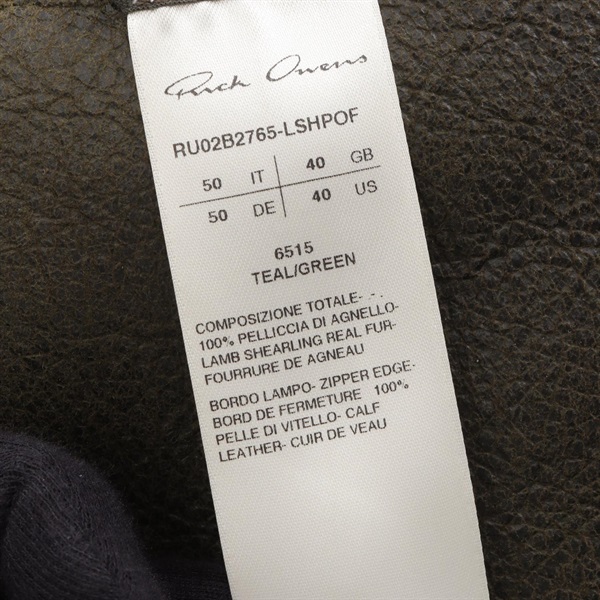 Rick Owens
RU02B2765-LSHPOF
50 IT 40 GB
50 DE 40 US
6515
TEAL/GREEN
COMPOSIZIONE TOTALE- - -
100% PELLICCIA DI AGNELLO-
LAMB SHEARLING REAL FUR-
FOURRURE DE AGNEAU
BORDO LAMPO- ZIPPER EDGE-
BORD DE FERMETURE 100%
PELLE DI VITELLO- CALF
LEATHER- CUIR DE VEAU